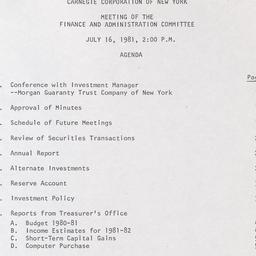 CARNEGIE CORPORATION OF NEW YORK
MEETING OF THE
FINANCE AND ADMINISTRATION COMMITTEE
JULY 16, 1981, 2:00 P.M.
AGENDA
Conference with Investment Manager
--Morgan Guaranty Trust Company of New York
Approval of Minutes
Schedule of Future Meetings
Review of Securities Transactions
Annual Report
Alternate Investments
Reserve Account
Investment Policy
Reports from Treasurer's Office
A. Budget 1980-81
B. Income Estimates for 1981-82
C. Short-Term Capital Gains
D. Computer Purchase